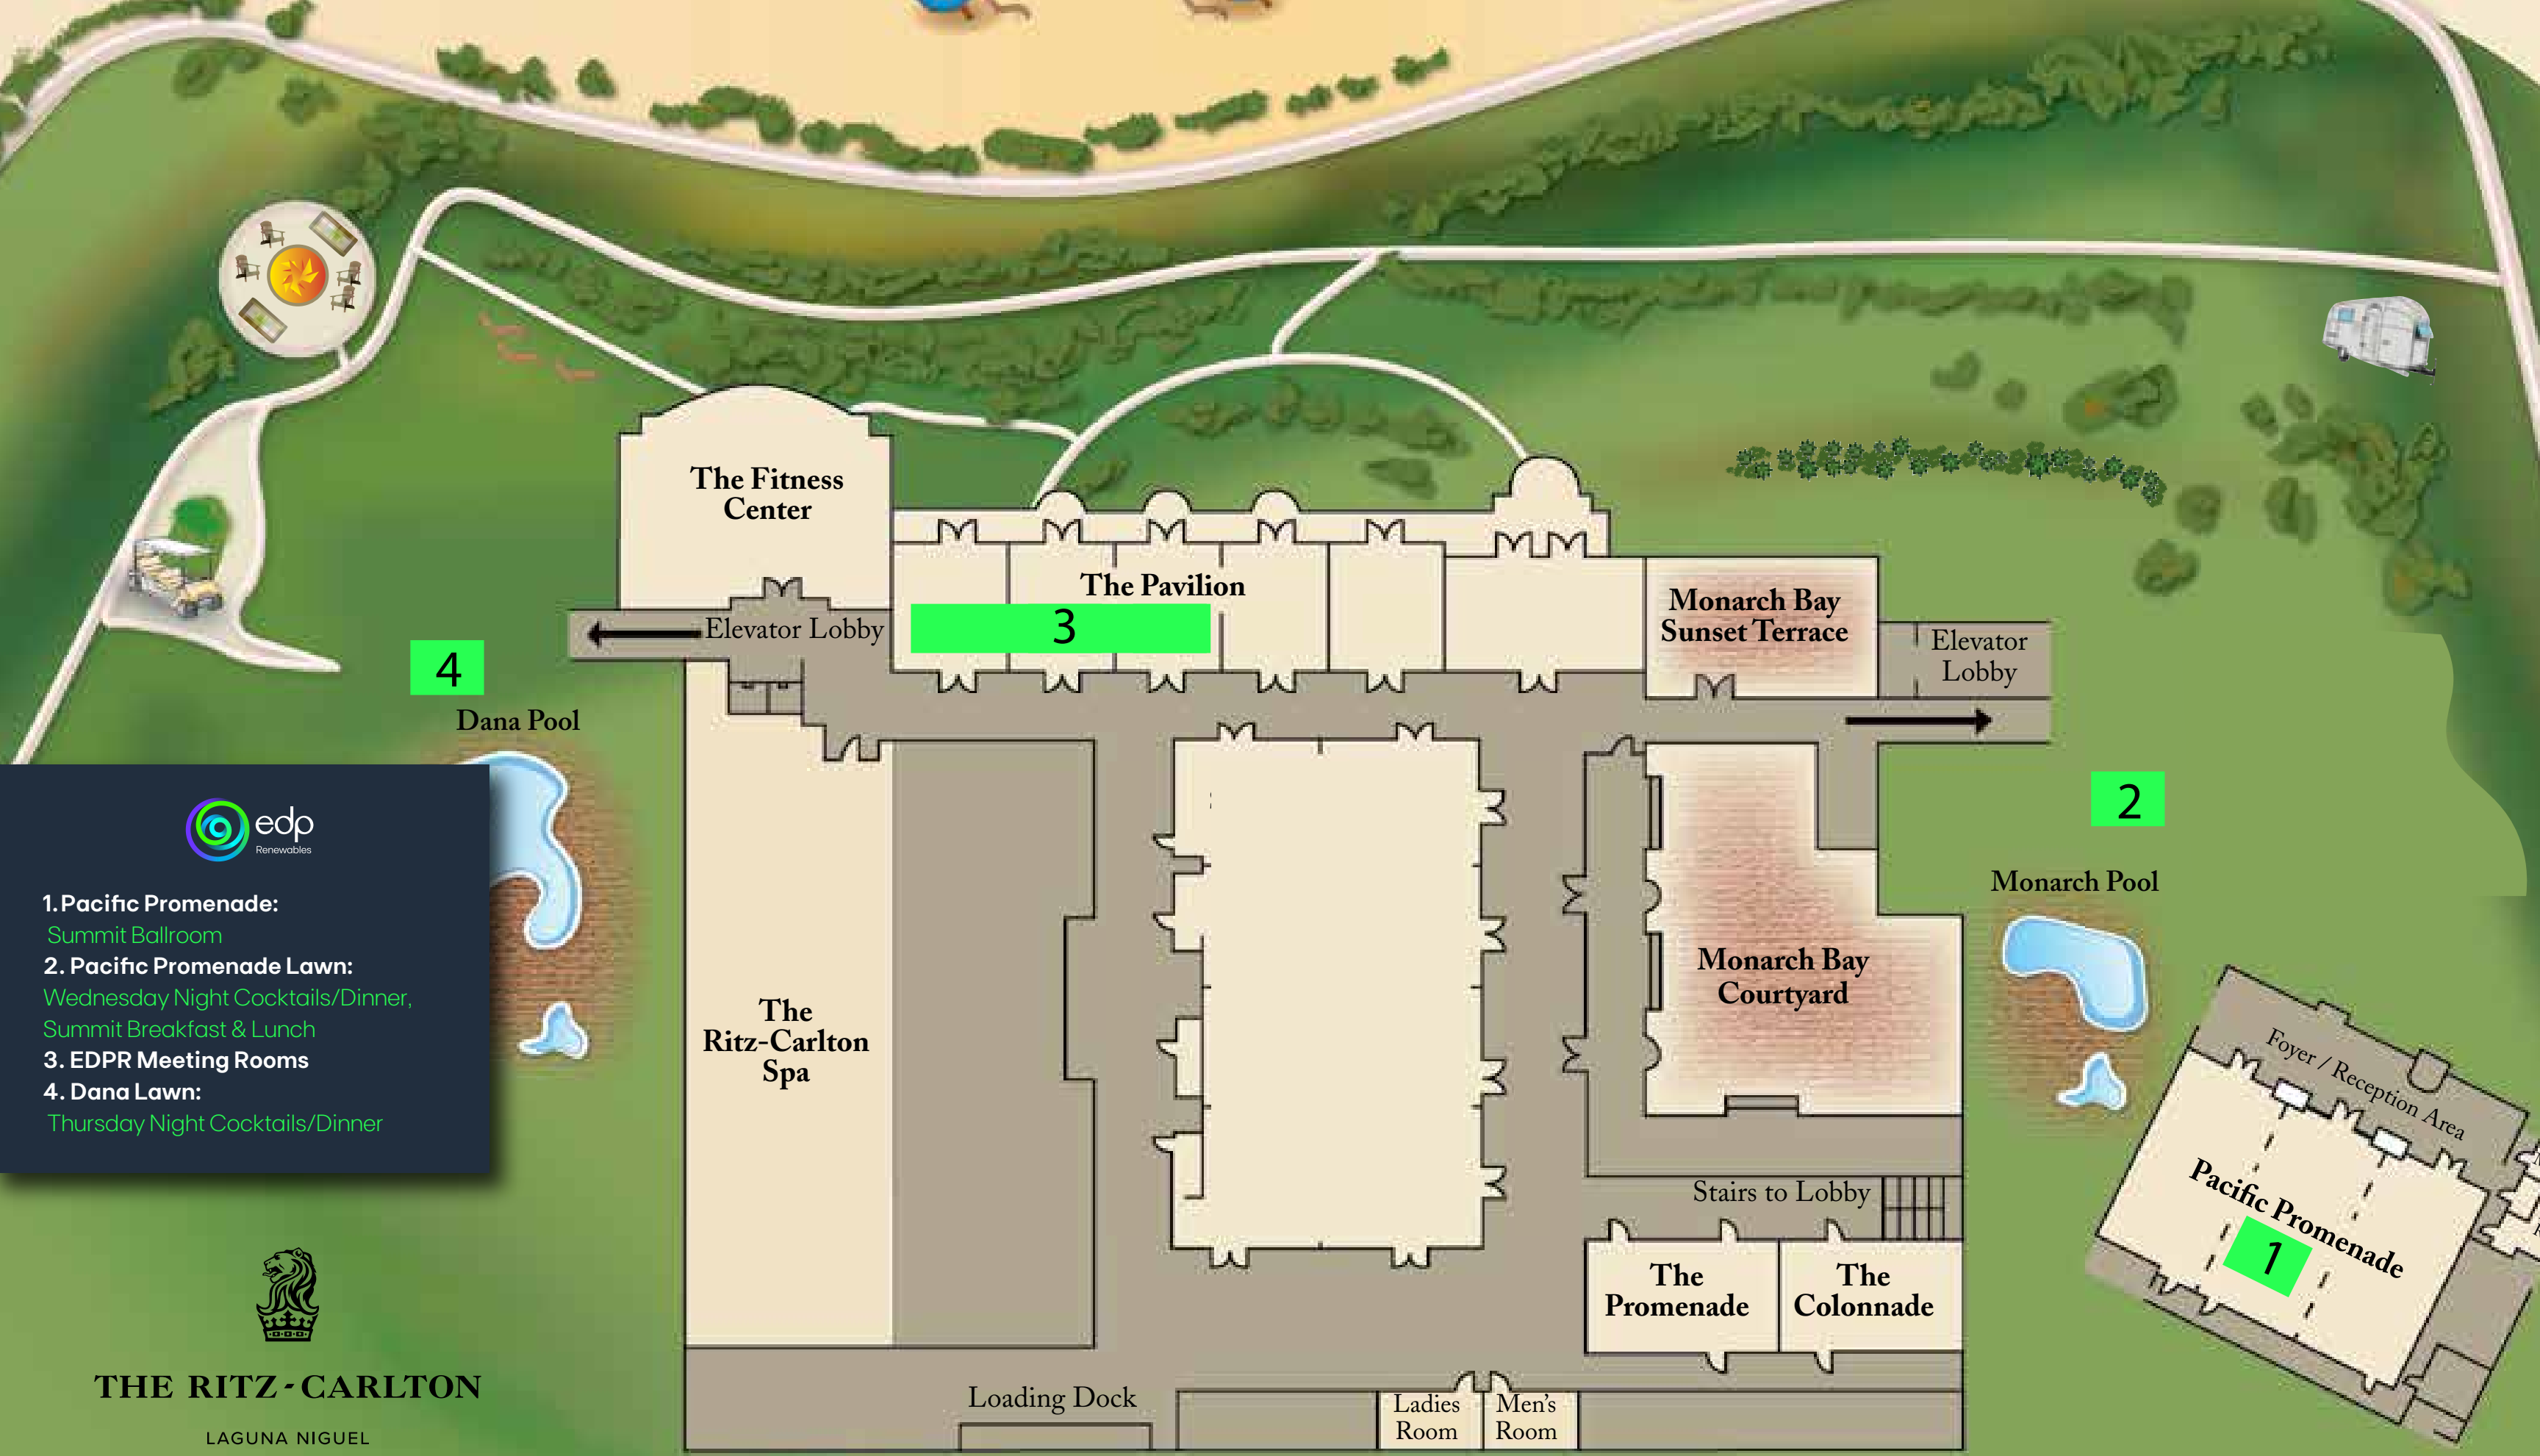 The Fitness
Center
The Pavilion
3
Elevator Lobby
Monarch Bay
Sunset Terrace
Elevator
Lobby
4
Dana Pool
2
Monarch Pool
edp
Renewables
1. Pacific Promenade:
Summit Ballroom
2. Pacific Promenade Lawn:
Wednesday Night Cocktails/Dinner,
Summit Breakfast & Lunch
3. EDPR Meeting Rooms
4. Dana Lawn:
Thursday Night Cocktails/Dinner
The
Ritz-Carlton
Spa
Monarch Bay
Courtyard
Foyer / Reception Area
Pacific Promenade
1
Stairs to Lobby
The
Promenade
The
Colonnade
Loading Dock
Ladies
Room
Men's
Room
THE RITZ-CARLTON
LAGUNA NIGUEL